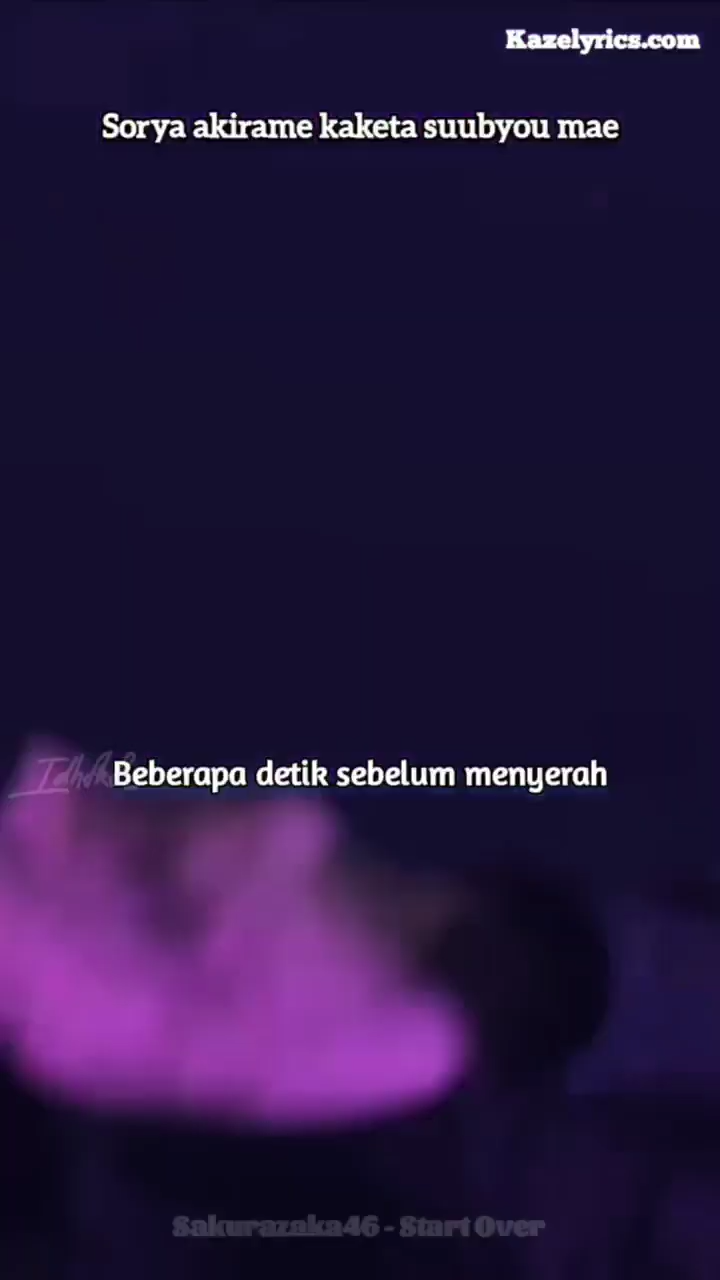 Kazelyrics.com
Sorya akirame kaketa suubyou mae
Beberapa detik sebelum menyerah
Sakurazaka46 - Start Over